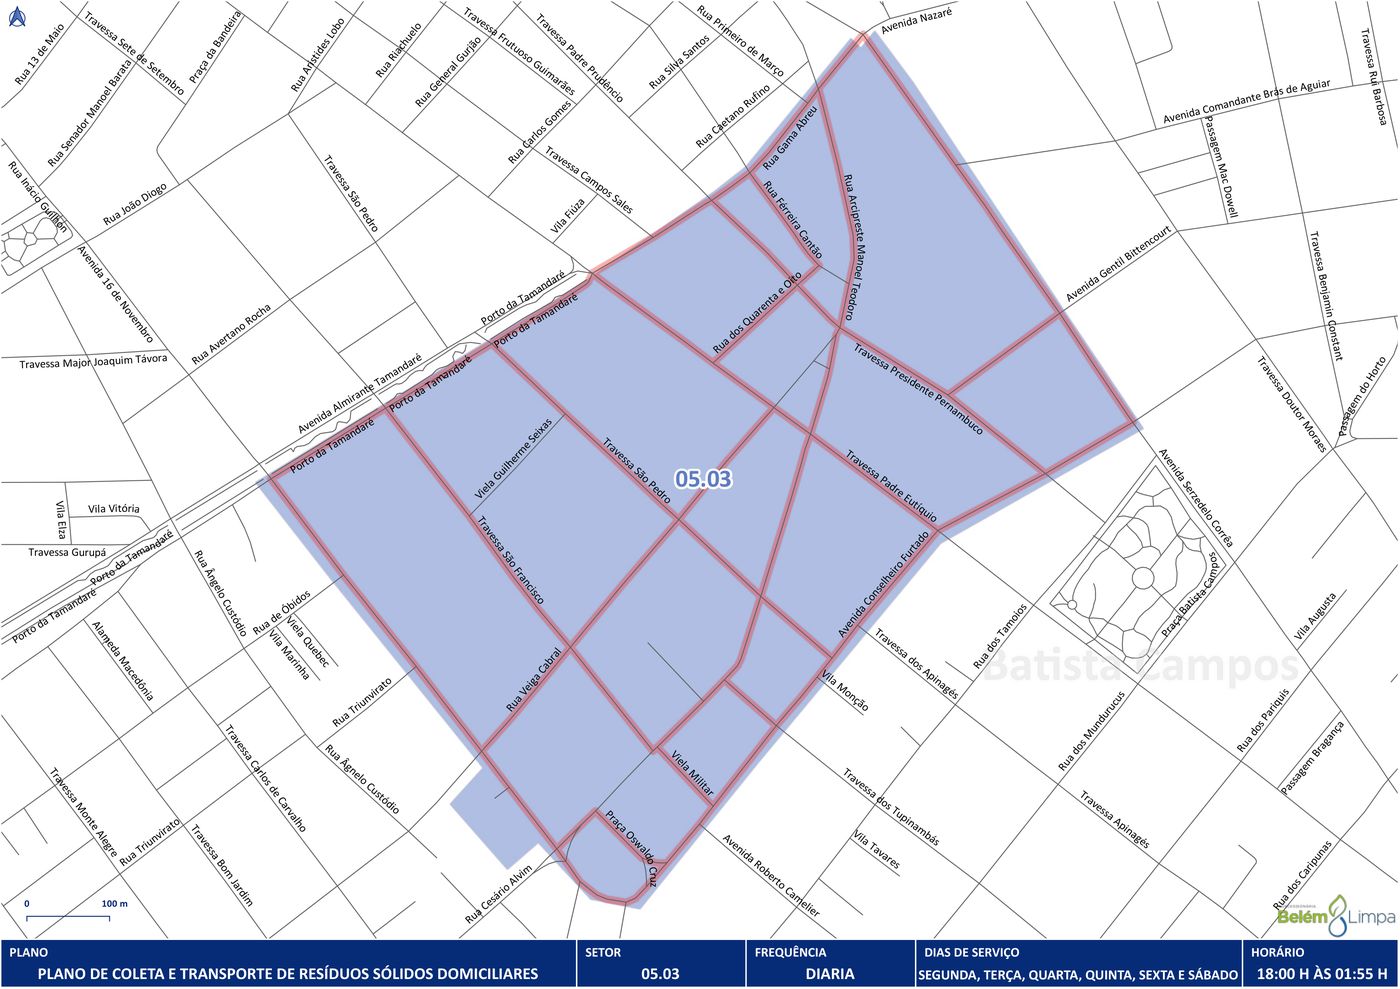 Rua 13 de Maio
Travessa Sete de Setembro
Praça da Bandeira
Rua Senador Manoel Barata
Rua Aristides Lobo
Rua Riachuelo
Rua General Gurjão
Travessa Frutuoso Guimarães
Travessa Padre Prudêncio
Rua Silva Santos
Rua Primeiro de Março
Avenida Nazaré
Travessa Rui Barbosa
Rua Carlos Gomes
Rua Caetano Rufino
Rua Gama Abreu
Avenida Comandante Brás de Aguiar
Passagem Mac Dowell
Rua Inácio Guilhon
Rua João Diogo
Travessa São Pedro
Travessa Campos Sales
Vila Fiúza
Rua Férreira Cantão
Rua Arcipreste Manoel Teodoro
Avenida Gentil Bittencourt
Travessa Benjamin Constant
Avenida 16 de Novembro
Porto da Tamandaré
Porto da Tamandaré
Rua dos Quarenta e Oito
Rua Avertano Rocha
Travessa Major Joaquim Távora
Avenida Almirante Tamandaré
Porto da Tamandaré
Porto da Tamandaré
Travessa Presidente Pernambuco
Travessa Doutor Moraes
Passagem do Horto
Viela Guilherme Seixas
Travessa São Pedro
05.03
Travessa Padre Eutíquio
Avenida Serzedelo Corrêa
Vila Elza
Vila Vitória
Travessa Gurupá
Porto da Tamandaré
Porto da Tamandaré
Travessa São Francisco
Avenida Conselheiro Furtado
Rua Ângelo Custódio
Rua de Óbidos
Viela Quebec
Vila Marinha
Alameda Macedônia
Rua Triunvirato
Rua Veiga Cabral
Praça Batista Campos
Batista Campos
Rua dos Tamoios
Travessa dos Apinagés
Vila Monção
Vila Augusta
Rua dos Mundurucus
Rua dos Pariquis
Passagem Bragança
Travessa Carlos de Carvalho
Rua Ângelo Custódio
Viela Militar
Travessa dos Tupinambás
Travessa Apinagés
Travessa Monte Alegre
Rua Triunvirato
Travessa Bom Jardim
Praça Oswaldo Cruz
Vila Tavares
Avenida Roberto Camelier
Rua Cesário Alvim
Rua dos Caripunas
0 100 m
Belém Limpa
PLANO
PLANO DE COLETA E TRANSPORTE DE RESÍDUOS SÓLIDOS DOMICILIARES
SETOR
05.03
FREQUÊNCIA
DIARIA
DIAS DE SERVIÇO
SEGUNDA, TERÇA, QUARTA, QUINTA, SEXTA E SÁBADO
HORÁRIO
18:00 H ÀS 01:55 H